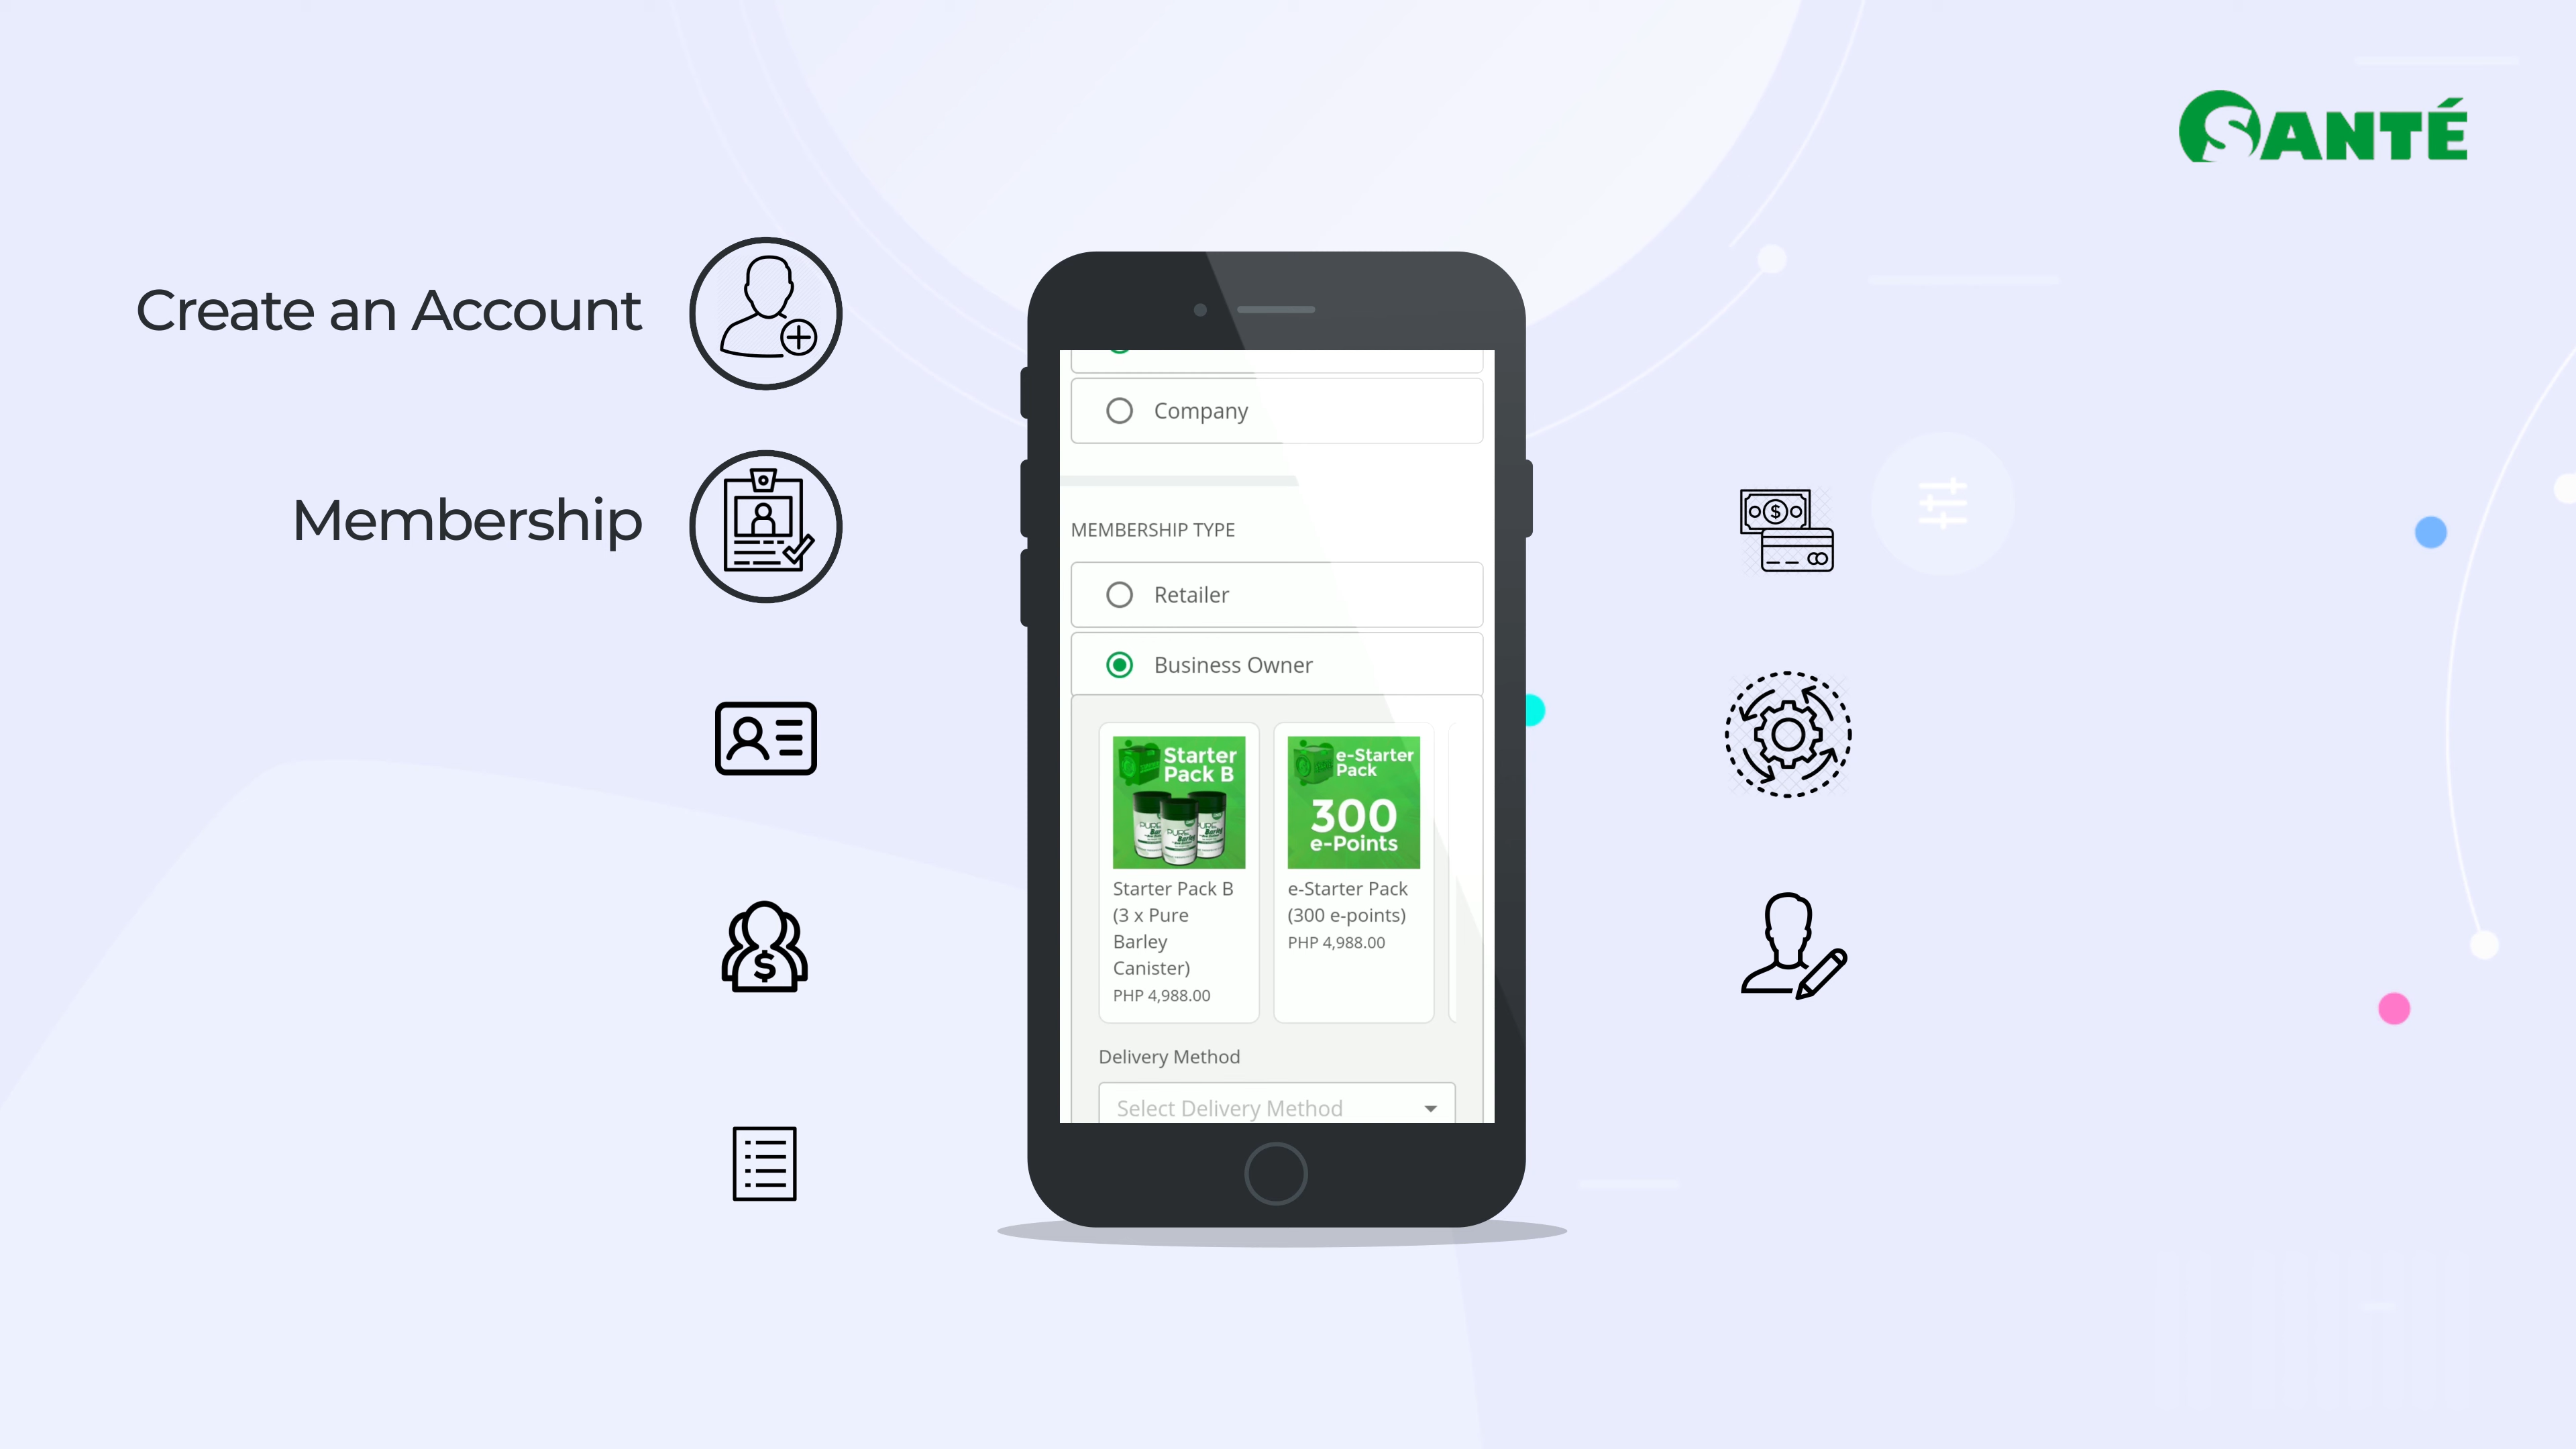 SANTÉ
Create an Account
Membership
Company
MEMBERSHIP TYPE
Retailer
Business Owner
Starter
Pack B
PURE
Barley
Starter Pack B
(3 x Pure
Barley
Canister)
PHP 4,988.00
e-Starter
Pack
300
e-Points
e-Starter Pack
(300 e-points)
PHP 4,988.00
Delivery Method
Select Delivery Method